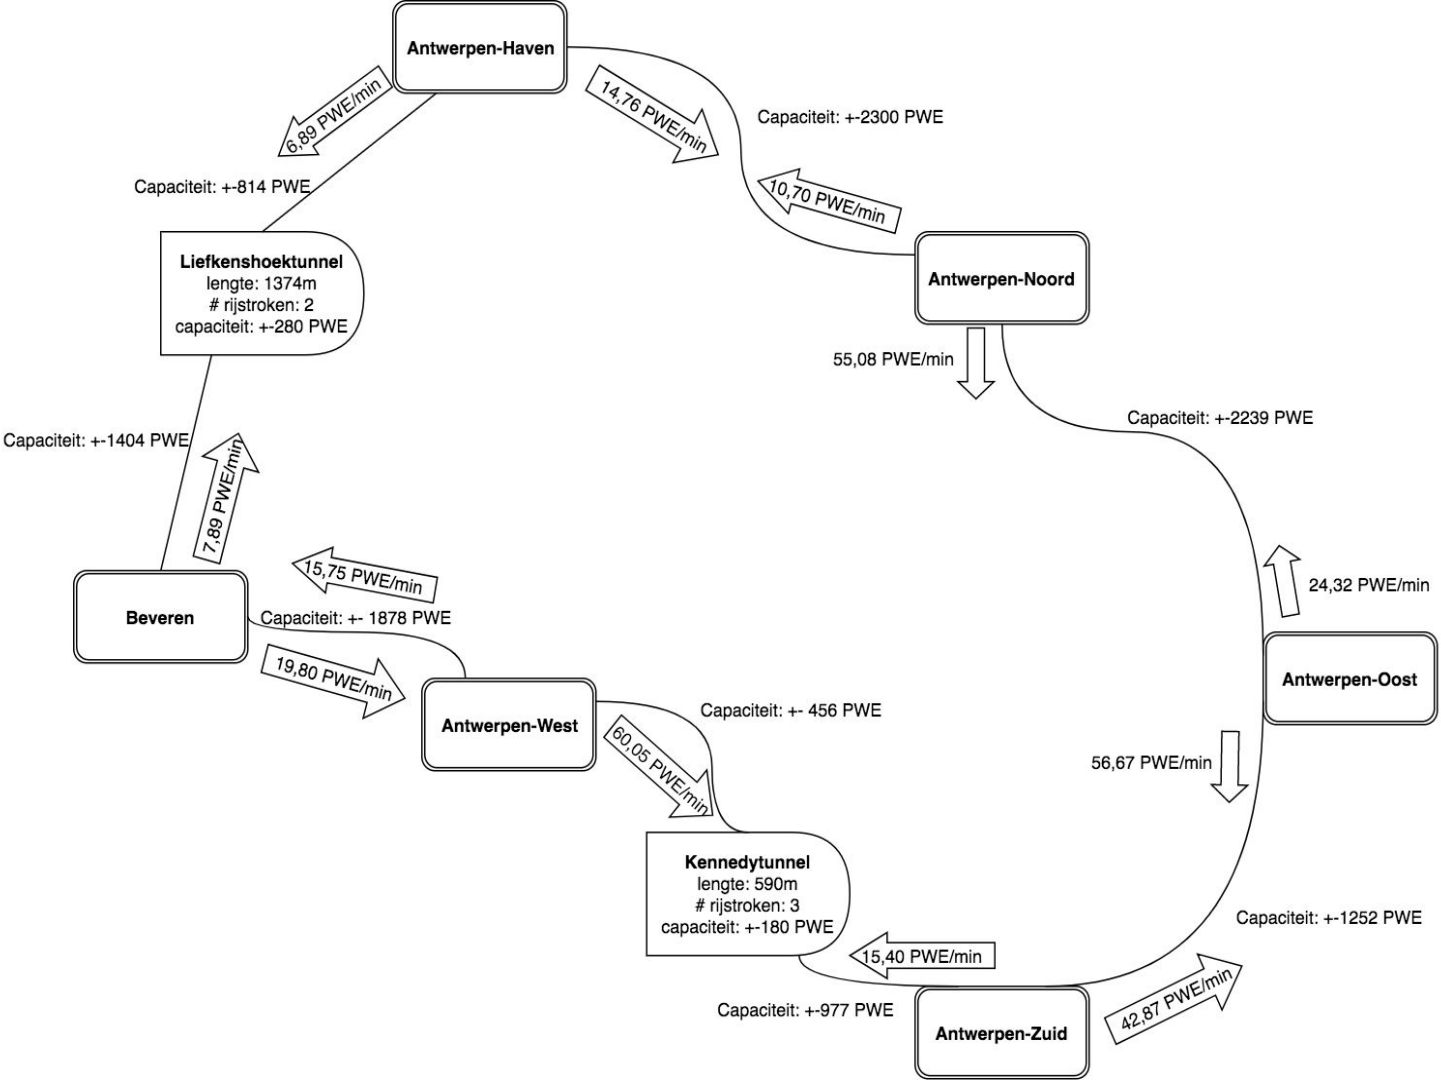 Antwerpen-Haven
6,89 PWE/min
14,76 PWE/min
Capaciteit: +-2300 PWE
Capaciteit: +-814 PWE
10,70 PWE/min
Liefkenshoektunnel
lengte: 1374m
# rijstroken: 2
capaciteit: +-280 PWE
Antwerpen-Noord
55,08 PWE/min
Capaciteit: +-2239 PWE
Capaciteit: +-1404 PWE
7,89 PWE/min
15,75 PWE/min
24,32 PWE/min
Beveren
Capaciteit: +- 1878 PWE
19,80 PWE/min
Antwerpen-Oost
Antwerpen-West
Capaciteit: +- 456 PWE
60,05 PWE/min
56,67 PWE/min
Kennedytunnel
lengte: 590m
# rijstroken: 3
capaciteit: +-180 PWE
Capaciteit: +-1252 PWE
15,40 PWE/min
Capaciteit: +-977 PWE
Antwerpen-Zuid
42,87 PWE/min